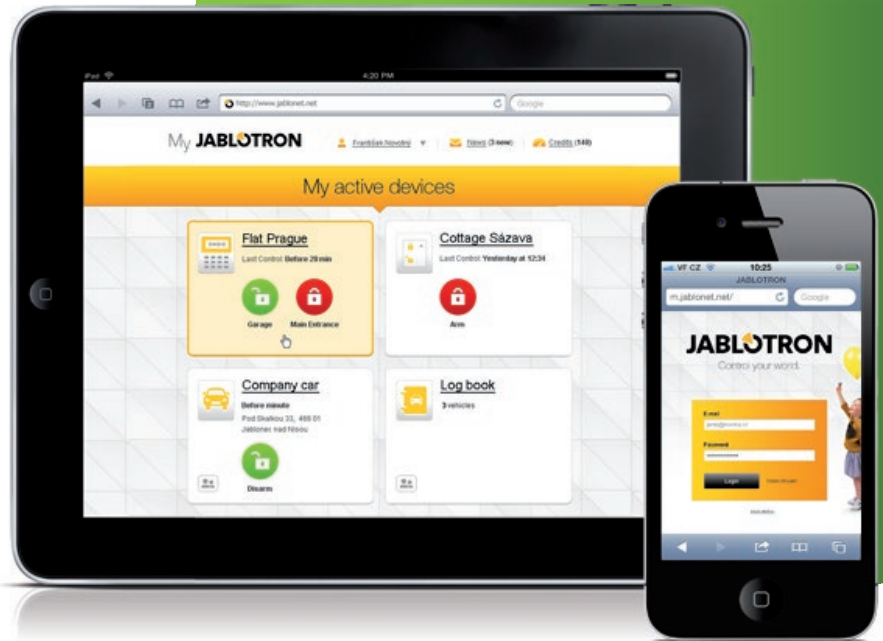 iPad
4:20 PM
http://www.jablonet.net
Google
My JABLOTRON
František Novotný
News (3 new)
Credits (140)
My active devices
Flat Prague
Last Control: Before 28 min
Garage
Main Entrance
Cottage Sázava
Last Control: Yesterday at 12:34
Arm
Company car
Before minute
Pod Skalkou 33, 466 01
Jablonec nad Nisou
Disarm
Log book
3 vehicles
VF CZ
10:25
JABLOTRON
m.jablonet.net/
Google
JABLOTRON
Control your world.
E-mail
Password
Login